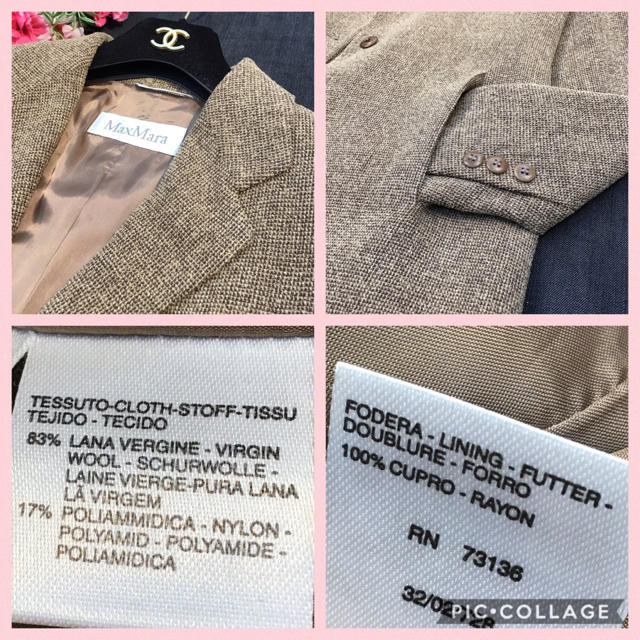 MaxMara
TESSUTO-CLOTH-STOFF-TISSU
TEJIDO - TECIDO
83% LANA VERGINE - VIRGIN
WOOL - SCHURWOLLE -
LAINE VIERGE-PURA LANA
LÃ VIRGEM
17% POLIAMMIDICA - NYLON -
POLYAMID - POLYAMIDE -
POLIAMIDICA
FODERA - LINING - FUTTER -
DOUBLURE - FORRO
100% CUPRO - RAYON
RN 73136
PIC•COLLAGE